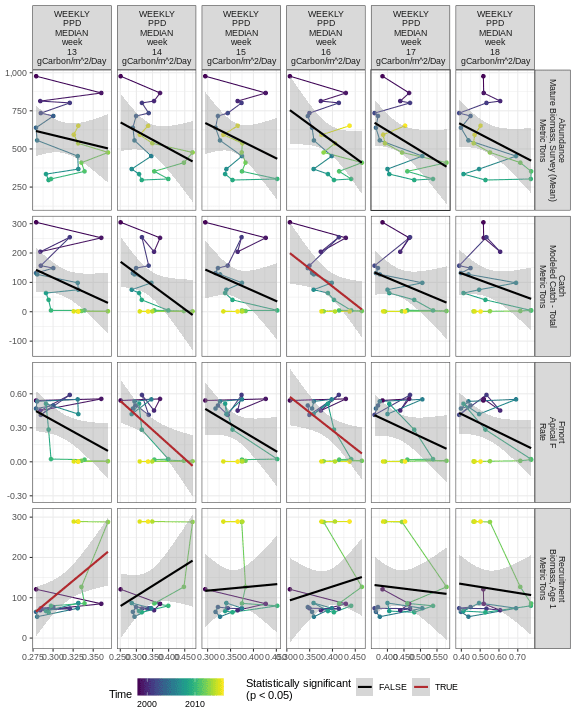 WEEKLY
PPD
MEDIAN
week
13
gCarbon/m^2/Day
WEEKLY
PPD
MEDIAN
week
14
gCarbon/m^2/Day
WEEKLY
PPD
MEDIAN
week
15
gCarbon/m^2/Day
WEEKLY
PPD
MEDIAN
week
16
gCarbon/m^2/Day
WEEKLY
PPD
MEDIAN
week
17
gCarbon/m^2/Day
WEEKLY
PPD
MEDIAN
week
18
gCarbon/m^2/Day
1,000
750
500
250
Abundance
Mature Biomass, Survey (Mean)
Metric Tons
300
200
100
0
-100
Catch
Modeled Catch - Total
Metric Tons
0.60
0.30
0.00
-0.30
Fmort
Apical F
Rate
300
200
100
0
Recruitment
Biomass, Age 1
Metric Tons
0.275 0.300 0.325 0.350
0.250 0.300 0.350 0.400 0.450
0.300 0.350 0.400 0.450
0.300 0.350 0.400 0.450
0.400 0.450 0.500 0.550
0.40 0.50 0.60 0.70
Time
2000 2010
Statistically significant
(p < 0.05)
FALSE
TRUE